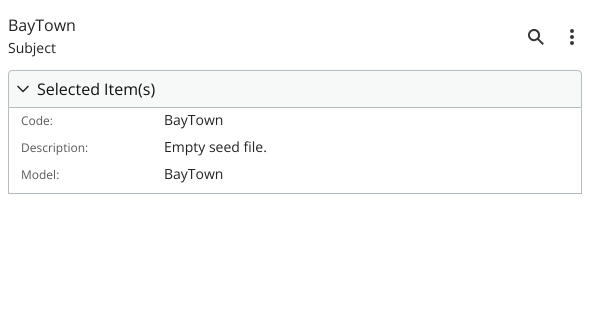 BayTown
Subject
Selected Item(s)
Code: BayTown
Description: Empty seed file.
Model: BayTown